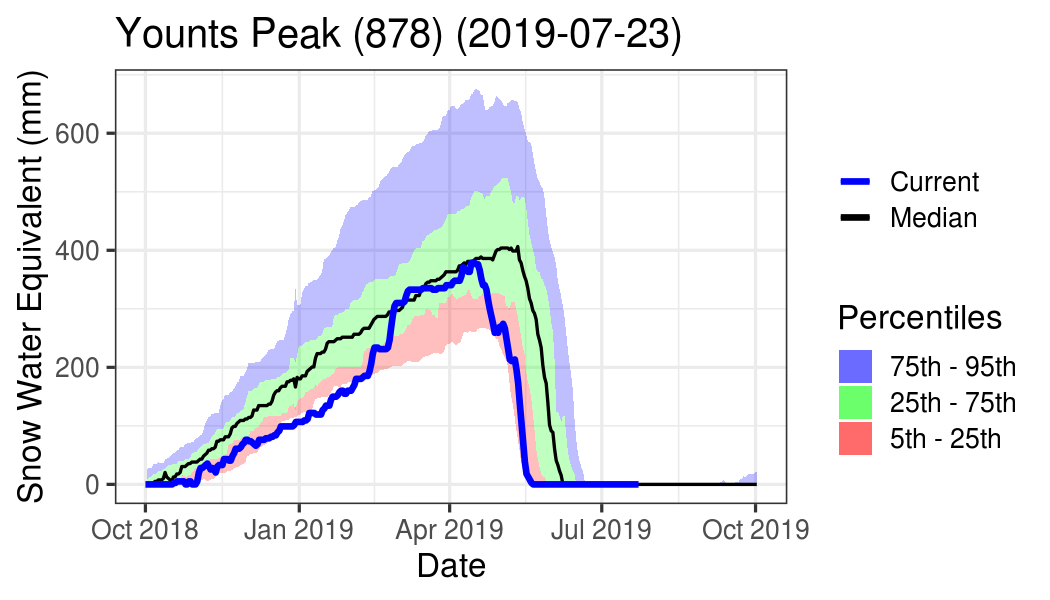 Younts Peak (878) (2019-07-23)
Snow Water Equivalent (mm)
600
400
200
0
Oct 2018
Jan 2019
Apr 2019
Jul 2019
Oct 2019
Date
Current
Median
Percentiles
75th - 95th
25th - 75th
5th - 25th